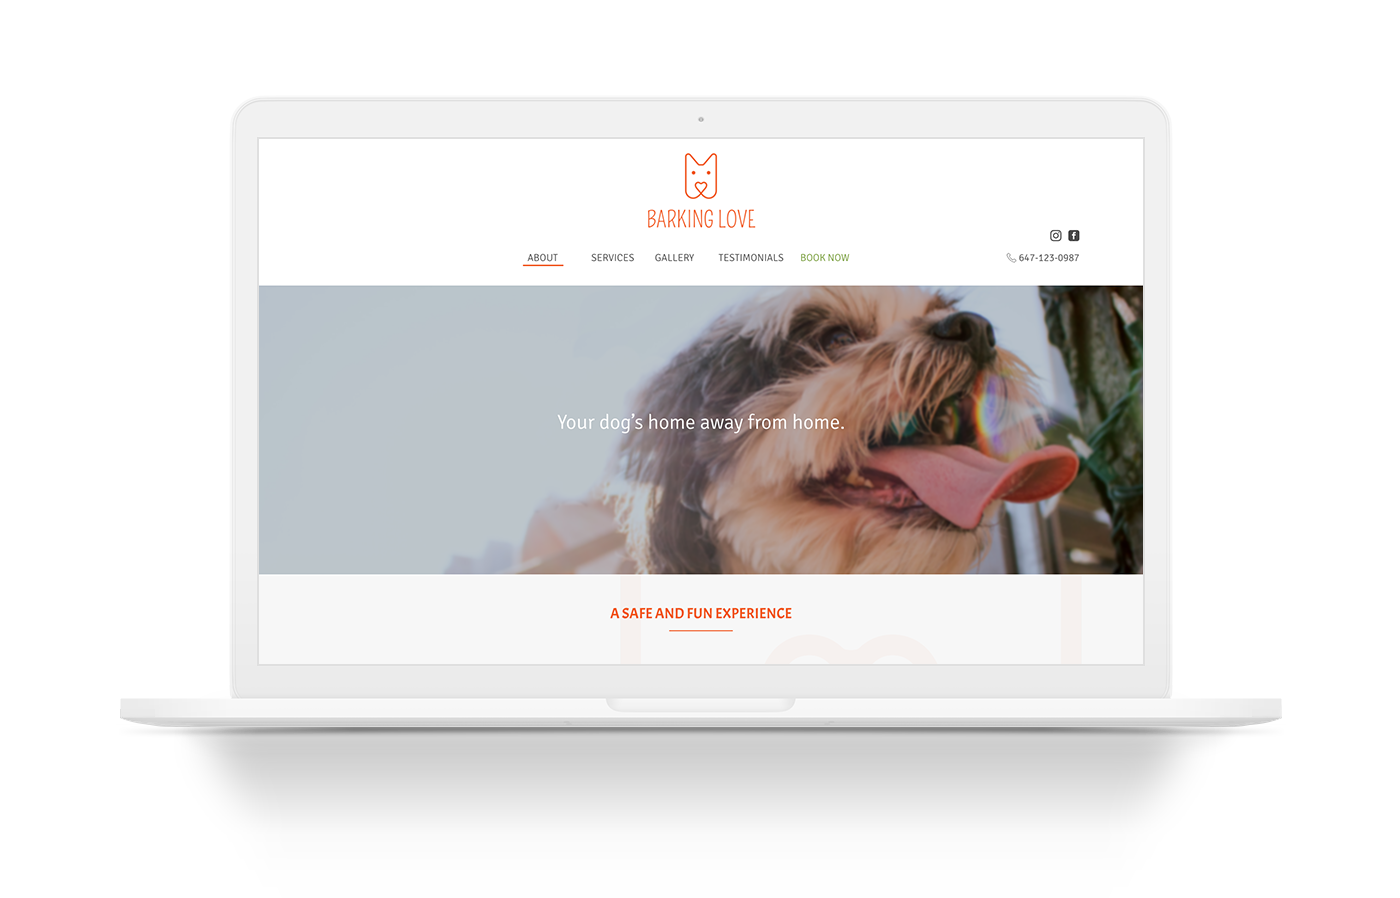 BARKING LOVE
ABOUT SERVICES GALLERY TESTIMONIALS BOOK NOW 647-123-0987
Your dog’s home away from home.
A SAFE AND FUN EXPERIENCE